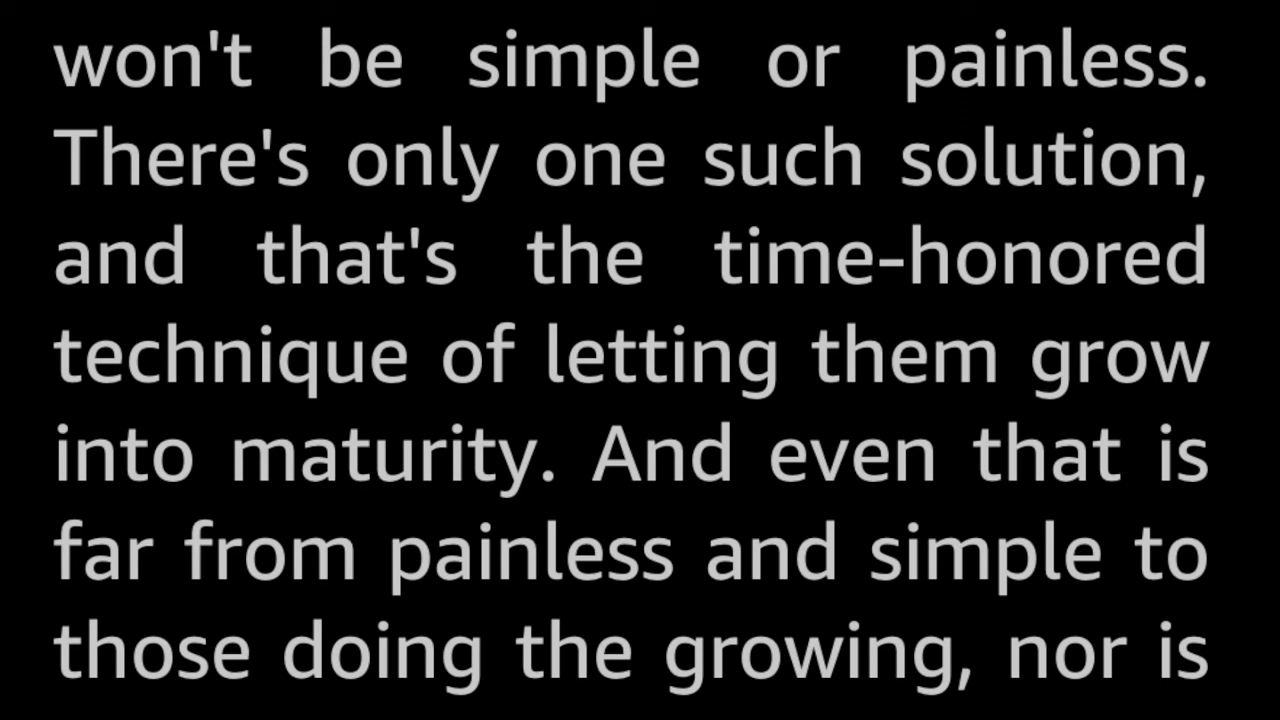 won't be simple or painless.
There's only one such solution,
and that's the time-honored
technique of letting them grow
into maturity. And even that is
far from painless and simple to
those doing the growing, nor is